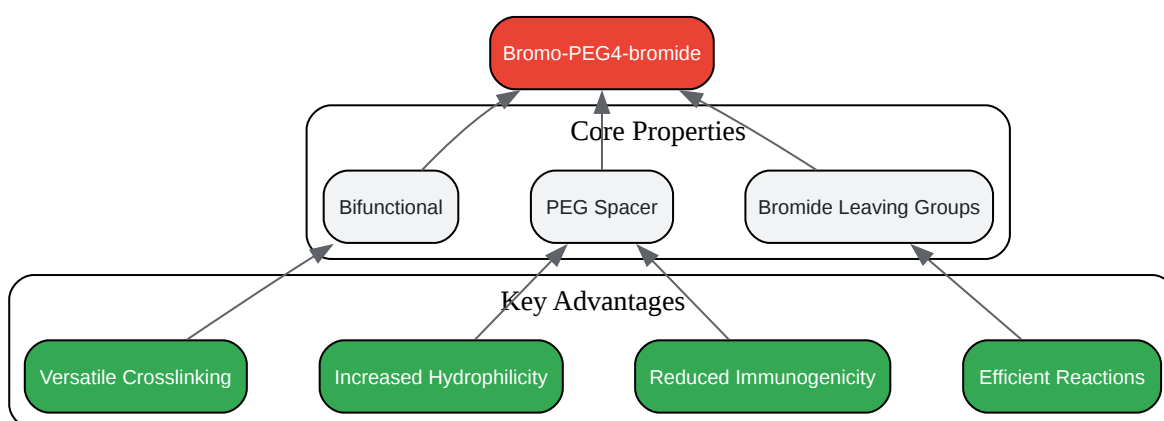 Bromo-PEG4-bromide
Core Properties
Bifunctional
PEG Spacer
Bromide Leaving Groups
Key Advantages
Versatile Crosslinking
Increased Hydrophilicity
Reduced Immunogenicity
Efficient Reactions